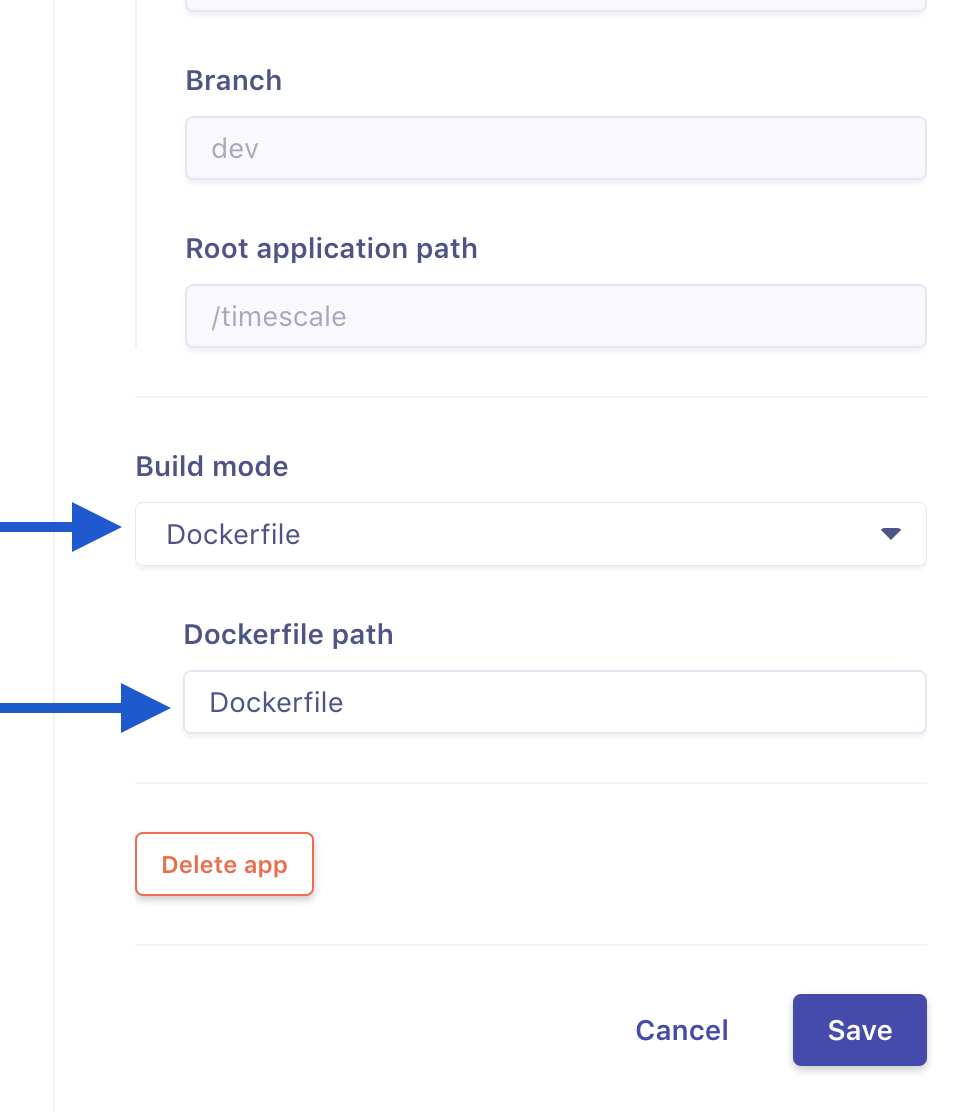 Branch
dev
Root application path
/timescale
Build mode
Dockerfile
Dockerfile path
Dockerfile
Delete app
Cancel
Save